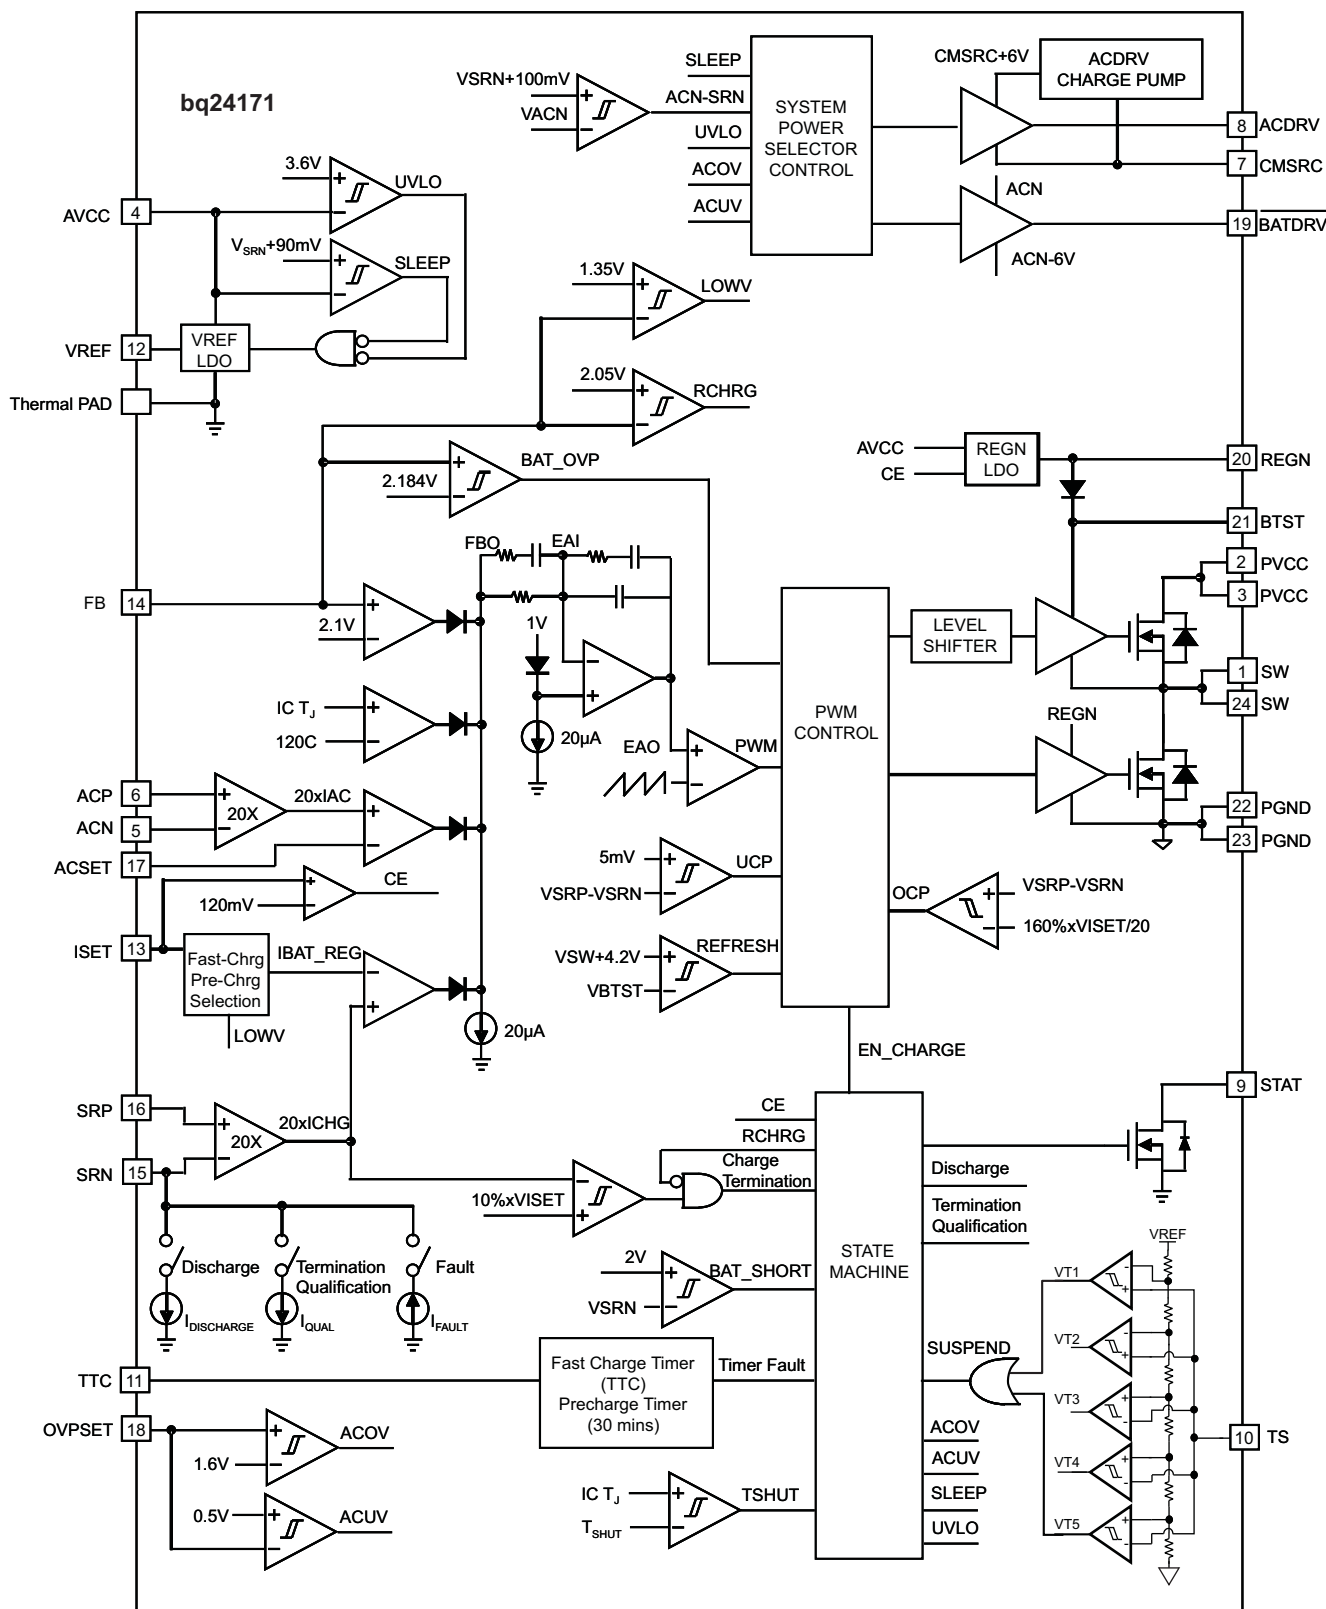 bq24171
VSRN+100mV
VACN
SLEEP
ACN-SRN
UVLO
ACOV
ACUV
SYSTEM
POWER
SELECTOR
CONTROL
CMSRC+6V
ACDRV
CHARGE PUMP
8
ACDRV
7
CMSRC
ACN
19
BATDRV
ACN-6V
3.6V
UVLO
AVCC
4
VSRN+90mV
SLEEP
VREF
12
VREF
LDO
Thermal PAD
1.35V
LOWV
2.05V
RCHRG
BAT_OVP
2.184V
AVCC
CE
REGN
LDO
20
REGN
21
BTST
2
PVCC
3
PVCC
1
SW
24
SW
22
PGND
23
PGND
FBO
EAI
FB
14
2.1V
1V
20µA
IC TJ
120C
EAO
PWM
PWM
CONTROL
LEVEL
SHIFTER
REGN
ACP
6
ACN
5
20X
20xIAC
ACSET
17
CE
120mV
ISET
13
Fast-Chrg
Pre-Chrg
Selection
IBAT_REG
LOWV
20µA
5mV
UCP
VSRP-VSRN
OCP
VSRP-VSRN
160%xVISET/20
VSW+4.2V
REFRESH
VBTST
EN_CHARGE
SRP
16
SRN
15
20X
20xICHG
10%xVISET
CE
RCHRG
Charge
Termination
STATE
MACHINE
9
STAT
Discharge
Termination
Qualification
Discharge
Termination
Qualification
Fault
IDISCHARGE
IQUAL
IFAULT
2V
BAT_SHORT
VSRN
VREF
VT1
VT2
VT3
VT4
VT5
SUSPEND
10
TS
TTC
11
Fast Charge Timer
(TTC)
Precharge Timer
(30 mins)
Timer Fault
OVPSET
18
ACOV
1.6V
0.5V
ACUV
IC TJ
TSHUT
TSHUT
ACOV
ACUV
SLEEP
UVLO